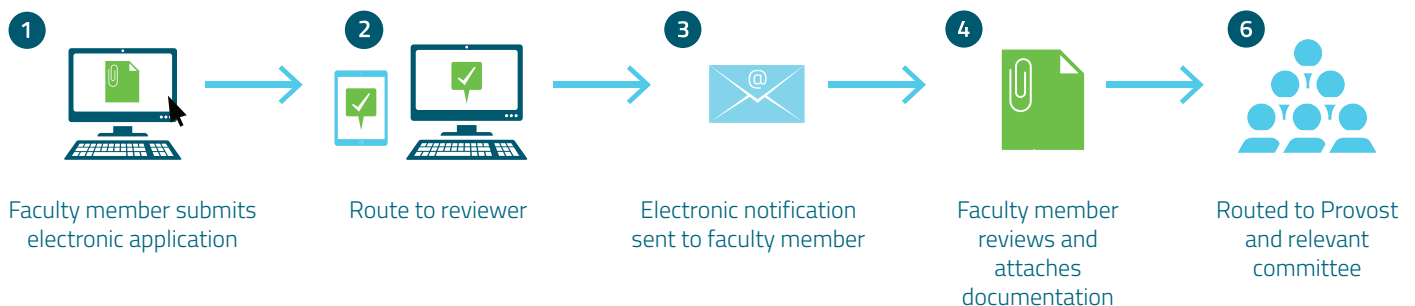 1
2
3
4
6
@
Faculty member submits
electronic application
Route to reviewer
Electronic notification
sent to faculty member
Faculty member
reviews and
attaches
documentation
Routed to Provost
and relevant
committee